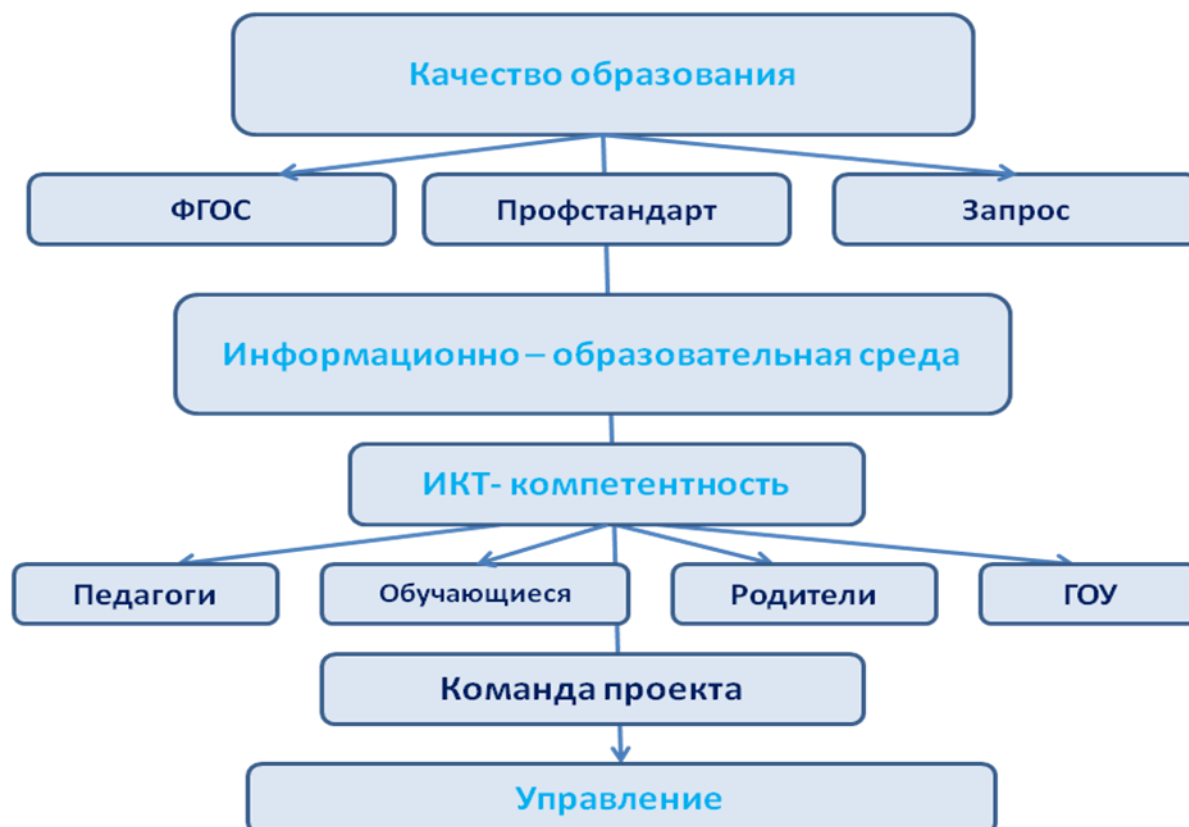 Качество образования
ФГОС
Профстандарт
Запрос
Информационно – образовательная среда
ИКТ- компетентность
Педагоги
Обучающиеся
Родители
ГОУ
Команда проекта
Управление